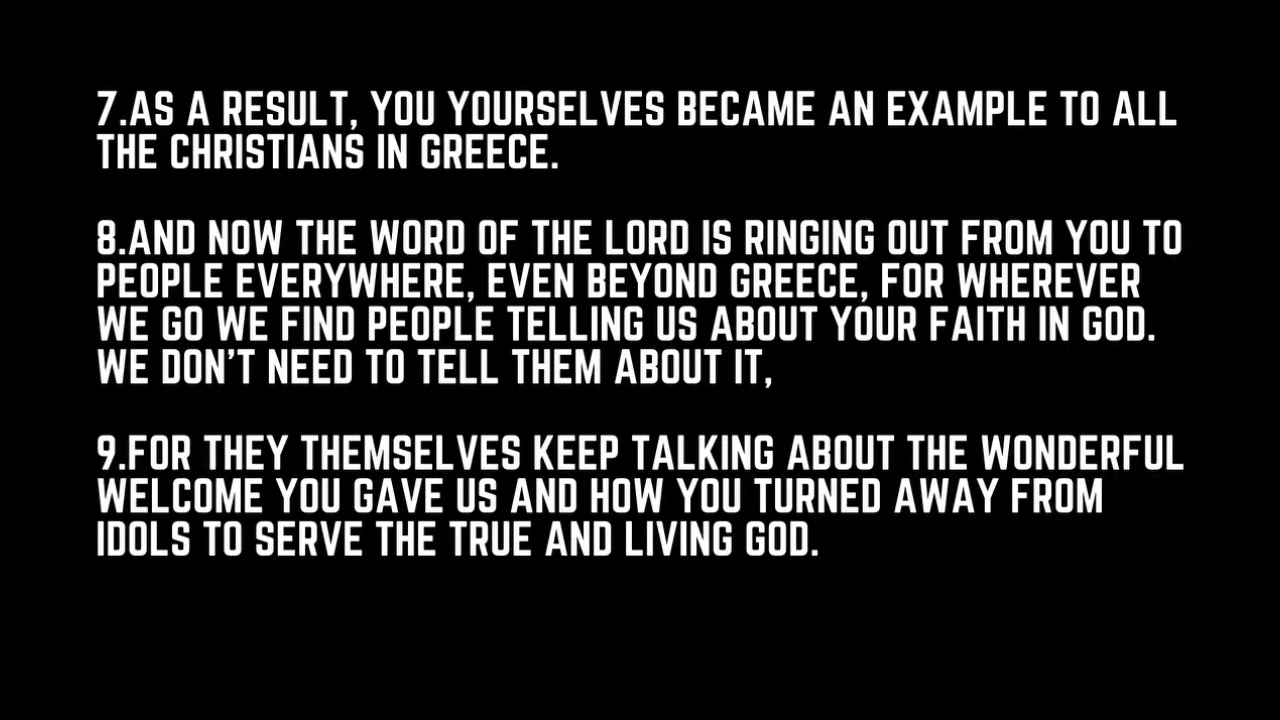 7.AS A RESULT, YOU YOURSELVES BECAME AN EXAMPLE TO ALL
THE CHRISTIANS IN GREECE.
8.AND NOW THE WORD OF THE LORD IS RINGING OUT FROM YOU TO
PEOPLE EVERYWHERE, EVEN BEYOND GREECE, FOR WHEREVER
WE GO WE FIND PEOPLE TELLING US ABOUT YOUR FAITH IN GOD.
WE DON’T NEED TO TELL THEM ABOUT IT,
9.FOR THEY THEMSELVES KEEP TALKING ABOUT THE WONDERFUL
WELCOME YOU GAVE US AND HOW YOU TURNED AWAY FROM
IDOLS TO SERVE THE TRUE AND LIVING GOD.